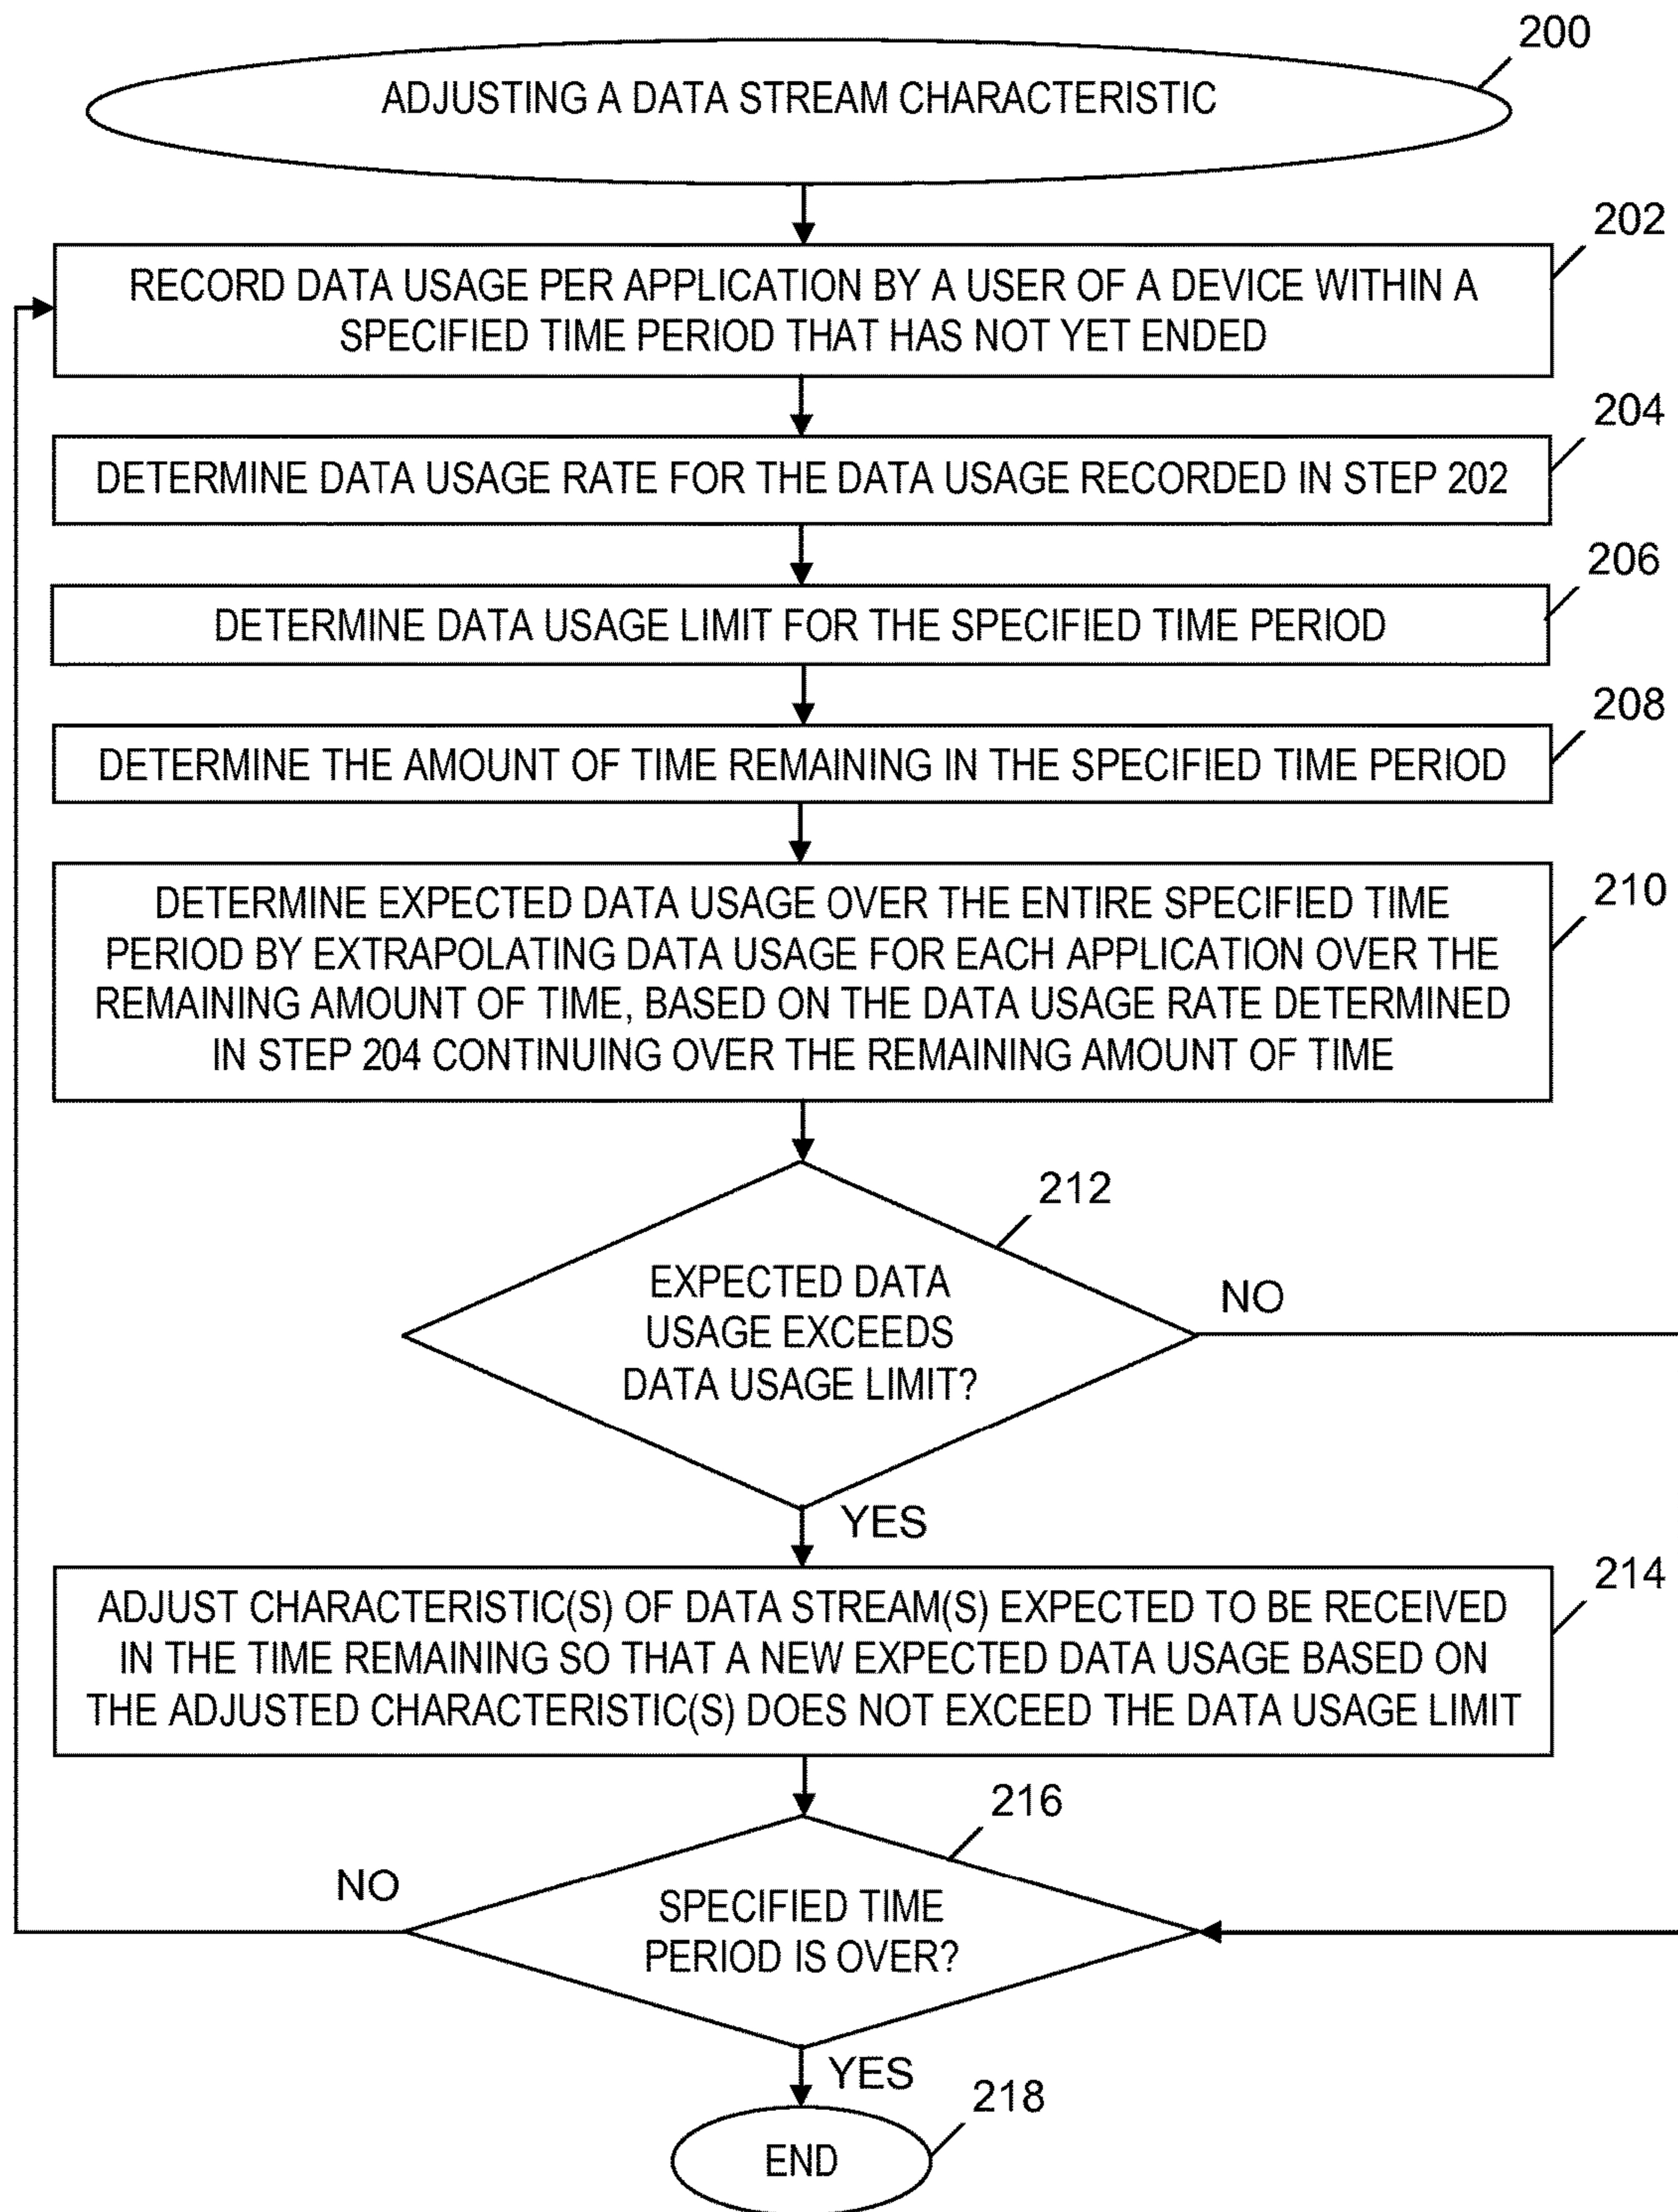 200
ADJUSTING A DATA STREAM CHARACTERISTIC
202
RECORD DATA USAGE PER APPLICATION BY A USER OF A DEVICE WITHIN A
SPECIFIED TIME PERIOD THAT HAS NOT YET ENDED
204
DETERMINE DATA USAGE RATE FOR THE DATA USAGE RECORDED IN STEP 202
206
DETERMINE DATA USAGE LIMIT FOR THE SPECIFIED TIME PERIOD
208
DETERMINE THE AMOUNT OF TIME REMAINING IN THE SPECIFIED TIME PERIOD
210
DETERMINE EXPECTED DATA USAGE OVER THE ENTIRE SPECIFIED TIME
PERIOD BY EXTRAPOLATING DATA USAGE FOR EACH APPLICATION OVER THE
REMAINING AMOUNT OF TIME, BASED ON THE DATA USAGE RATE DETERMINED
IN STEP 204 CONTINUING OVER THE REMAINING AMOUNT OF TIME
212
EXPECTED DATA
USAGE EXCEEDS
DATA USAGE LIMIT?
NO
YES
214
ADJUST CHARACTERISTIC(S) OF DATA STREAM(S) EXPECTED TO BE RECEIVED
IN THE TIME REMAINING SO THAT A NEW EXPECTED DATA USAGE BASED ON
THE ADJUSTED CHARACTERISTIC(S) DOES NOT EXCEED THE DATA USAGE LIMIT
216
NO
SPECIFIED TIME
PERIOD IS OVER?
YES
218
END